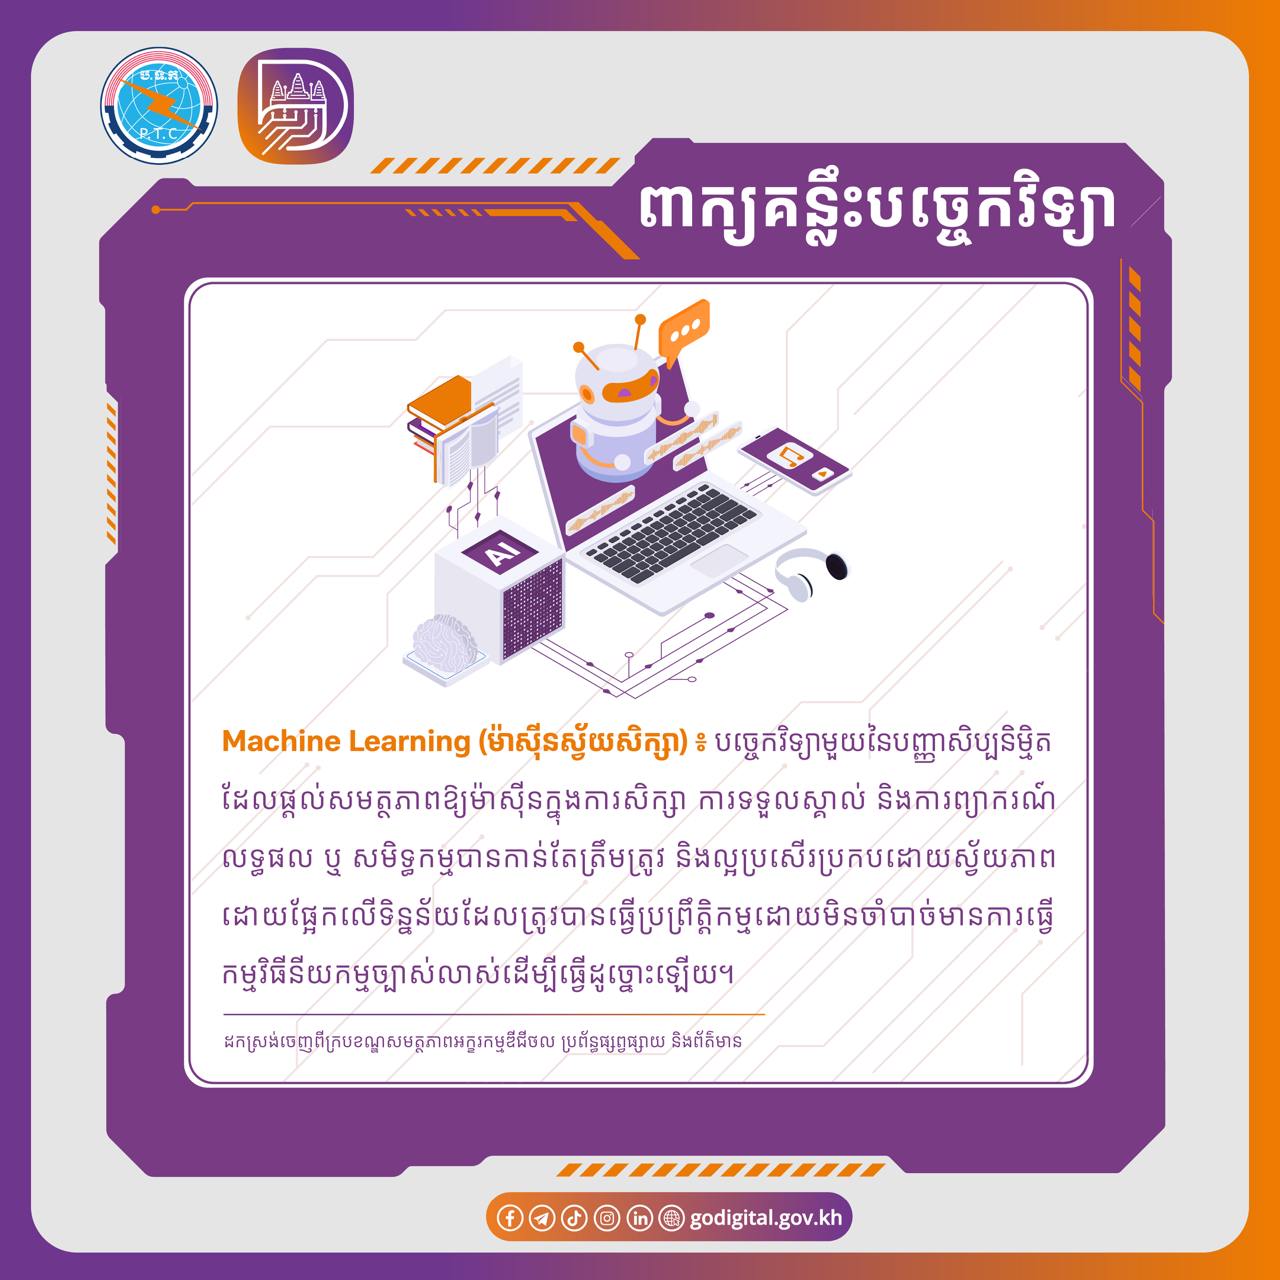 ប.ធ.ក
P.T.C
ពាក្យគន្លឹះបច្ចេកវិទ្យា
AI
Machine Learning (ម៉ាស៊ីនស្វ័យសិក្សា) ៖ បច្ចេកវិទ្យាមួយនៃបញ្ញាសិប្បនិម្មិត
ដែលផ្តល់សមត្ថភាពឱ្យម៉ាស៊ីនក្នុងការសិក្សា ការទទួលស្គាល់ និងការព្យាករណ៍
លទ្ធផល ឬ សមិទ្ធកម្មបានកាន់តែត្រឹមត្រូវ និងល្អប្រសើរប្រកបដោយស្វ័យភាព
ដោយផ្អែកលើទិន្នន័យដែលត្រូវបានធ្វើប្រព្រឹត្តិកម្មដោយមិនចាំបាច់មានការធ្វើ
កម្មវិធីនីយកម្មច្បាស់លាស់ដើម្បីធ្វើដូច្នោះឡើយ។
ដកស្រង់ចេញពីក្របខណ្ឌសមត្ថភាពអក្ខរកម្មឌីជីថល ប្រព័ន្ធផ្សព្វផ្សាយ និងព័ត៌មាន
godigital.gov.kh